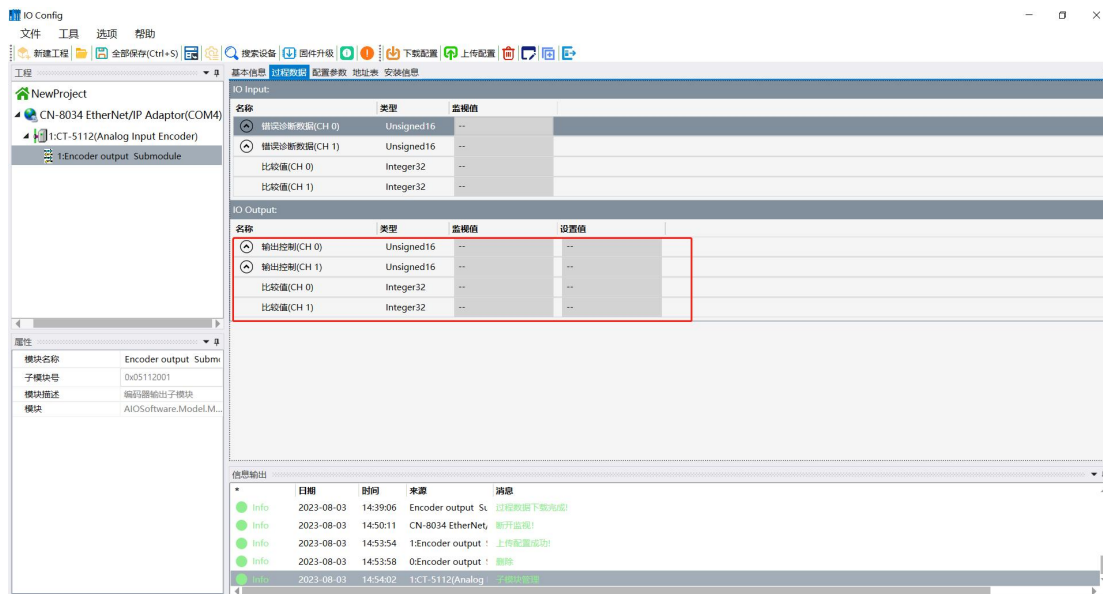 IO Config
文件 工具 选项 帮助
新建工程 全部保存(Ctrl+S) 搜索设备 固件升级 下载配置 上传配置
工程
NewProject
CN-8034 EtherNet/IP Adaptor(COM4)
1:CT-5112(Analog Input Encoder)
1:Encoder output Submodule
基本信息 过程数据 配置参数 地址表 安装信息
IO Input:
名称 类型 监视值
错误诊断数据(CH 0) Unsigned16 --
错误诊断数据(CH 1) Unsigned16 --
比较值(CH 0) Integer32 --
比较值(CH 1) Integer32 --
IO Output:
名称 类型 监视值 设置值
输出控制(CH 0) Unsigned16 -- --
输出控制(CH 1) Unsigned16 -- --
比较值(CH 0) Integer32 -- --
比较值(CH 1) Integer32 -- --
属性
模块名称 Encoder output Submo
子模块号 0x05112001
模块描述 编码器输出子模块
模块 AIOSoftware.Model.M...
信息输出
* 日期 时间 来源 消息
Info 2023-08-03 14:39:06 Encoder output Su 过程数据下载完成!
Info 2023-08-03 14:50:11 CN-8034 EtherNet/ 断开监视!
Info 2023-08-03 14:53:54 1:Encoder output 上传配置成功!
Info 2023-08-03 14:53:58 0:Encoder output 删除
Info 2023-08-03 14:54:02 1:CT-5112(Analog 子模块管理